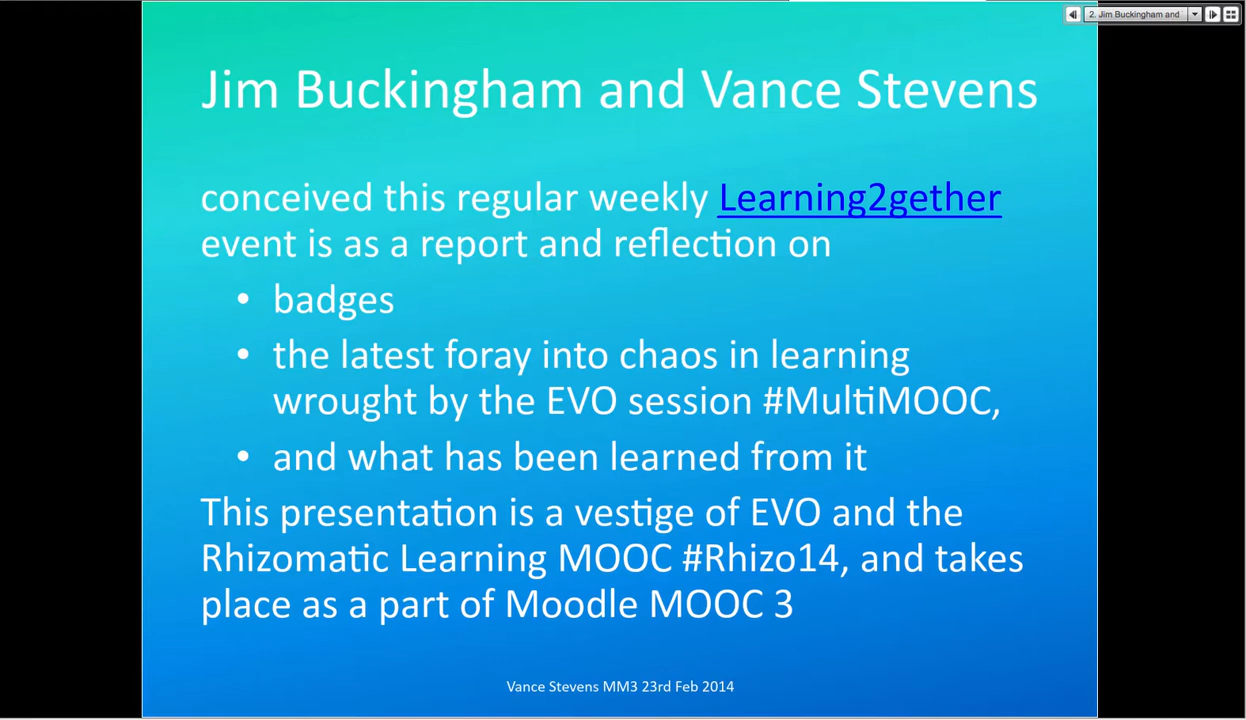 2. Jim Buckingham and
Jim Buckingham and Vance Stevens
conceived this regular weekly Learning2gether
event is as a report and reflection on
• badges
• the latest foray into chaos in learning
wrought by the EVO session #MultiMOOC,
• and what has been learned from it
This presentation is a vestige of EVO and the
Rhizomatic Learning MOOC #Rhizo14, and takes
place as a part of Moodle MOOC 3
Vance Stevens MM3 23rd Feb 2014